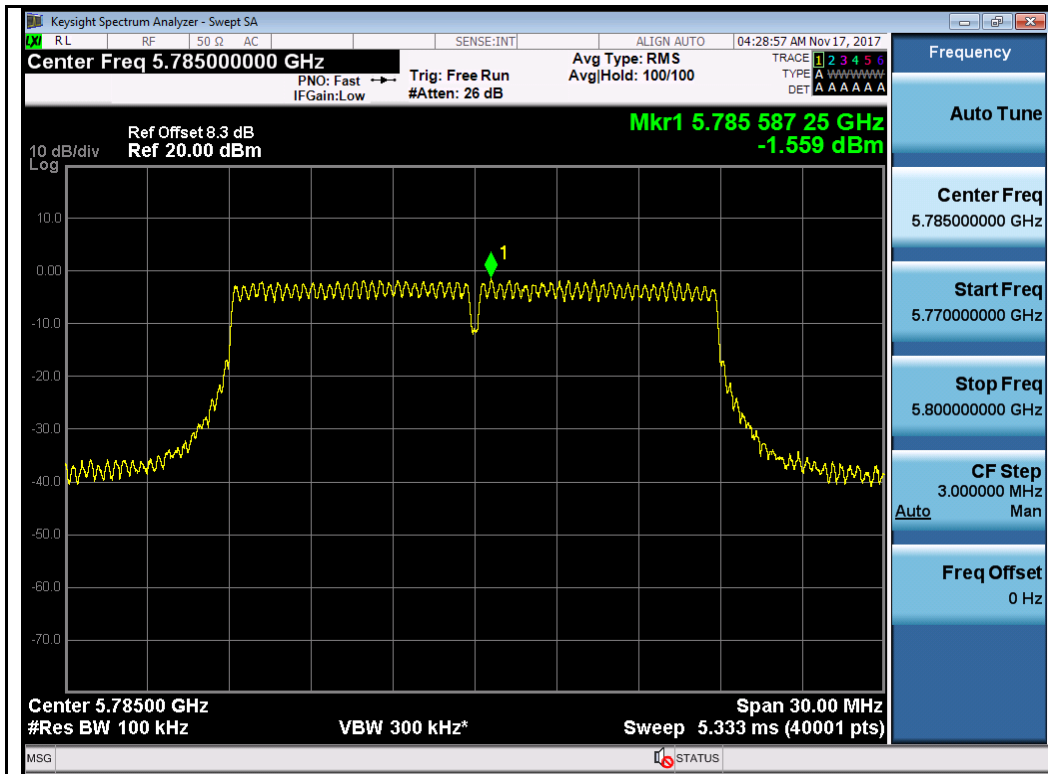 Keysight Spectrum Analyzer - Swept SA
LXI RL RF 50 Ω AC SENSE:INT ALIGN AUTO 04:28:57 AM Nov 17, 2017
Center Freq 5.785000000 GHz
PNO: Fast
IFGain:Low
Trig: Free Run
#Atten: 26 dB
Avg Type: RMS
Avg|Hold: 100/100
TRACE 1 2 3 4 5 6
TYPE A WWWWW
DET A A A A A A
Frequency
Auto Tune
Center Freq
5.785000000 GHz
Start Freq
5.770000000 GHz
Stop Freq
5.800000000 GHz
CF Step
3.000000 MHz
Auto Man
Freq Offset
0 Hz
Mkr1 5.785 587 25 GHz
-1.559 dBm
Ref Offset 8.3 dB
10 dB/div Ref 20.00 dBm
Log
10.0
0.00
-10.0
-20.0
-30.0
-40.0
-50.0
-60.0
-70.0
1
Center 5.78500 GHz Span 30.00 MHz
#Res BW 100 kHz VBW 300 kHz* Sweep 5.333 ms (40001 pts)
MSG STATUS